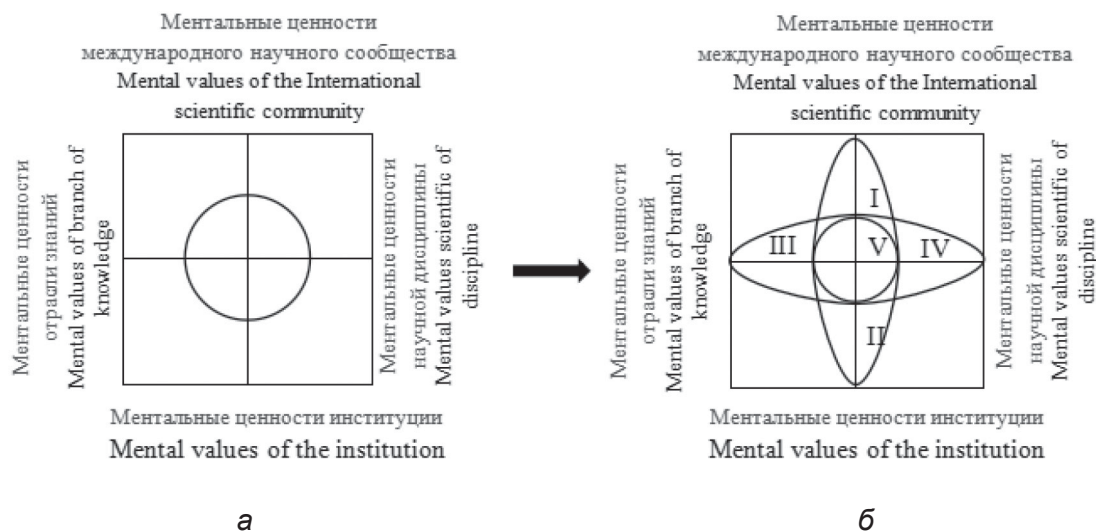 Ментальные ценности
международного научного сообщества
Mental values of the International
scientific community
Ментальные ценности
отрасли знаний
Mental values of branch of
knowledge
Ментальные ценности
научной дисциплины
Mental values scientific of
discipline
Ментальные ценности институции
Mental values of the institution
а
Ментальные ценности
международного научного сообщества
Mental values of the International
scientific community
Ментальные ценности
отрасли знаний
Mental values of branch of
knowledge
I
III
V
IV
II
Ментальные ценности
научной дисциплины
Mental values scientific of
discipline
Ментальные ценности институции
Mental values of the institution
б